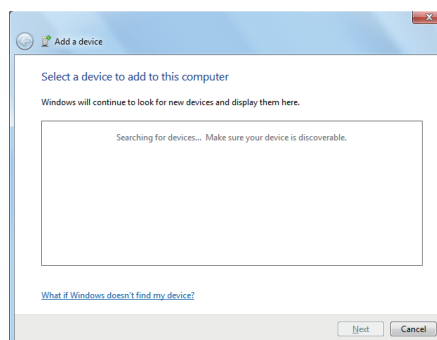 Add a device
Select a device to add to this computer
Windows will continue to look for new devices and display them here.
Searching for devices... Make sure your device is discoverable.
What if Windows doesn't find my device?
Next Cancel